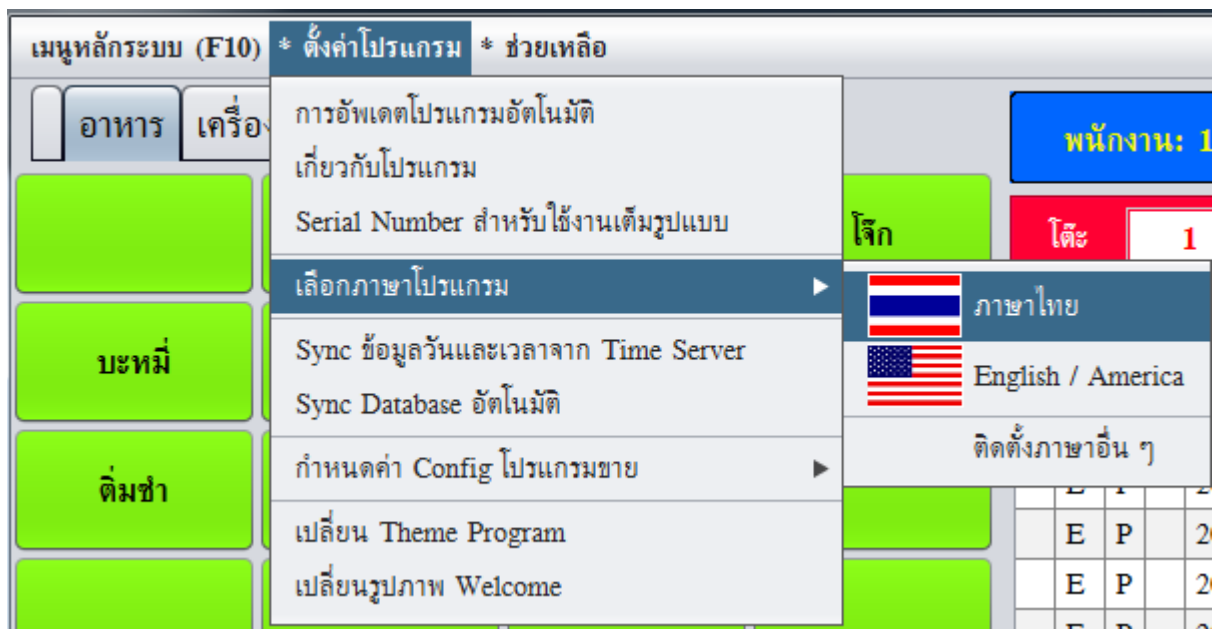 เมนูหลักระบบ (F10) * ตั้งค่าโปรแกรม * ช่วยเหลือ
อาหาร เครื่อง
พนักงาน: 1
การอัพเดตโปรแกรมอัตโนมัติ
เกี่ยวกับโปรแกรม
Serial Number สำหรับใช้งานเต็มรูปแบบ
โจ๊ก
โต๊ะ 1
เลือกภาษาโปรแกรม
ภาษาไทย
English / America
ติดตั้งภาษาอื่น ๆ
บะหมี่
Sync ข้อมูลวันและเวลาจาก Time Server
Sync Database อัตโนมัติ
ติ่มซำ
กำหนดค่า Config โปรแกรมขาย
เปลี่ยน Theme Program
เปลี่ยนรูปภาพ Welcome
E P 2
E P 2